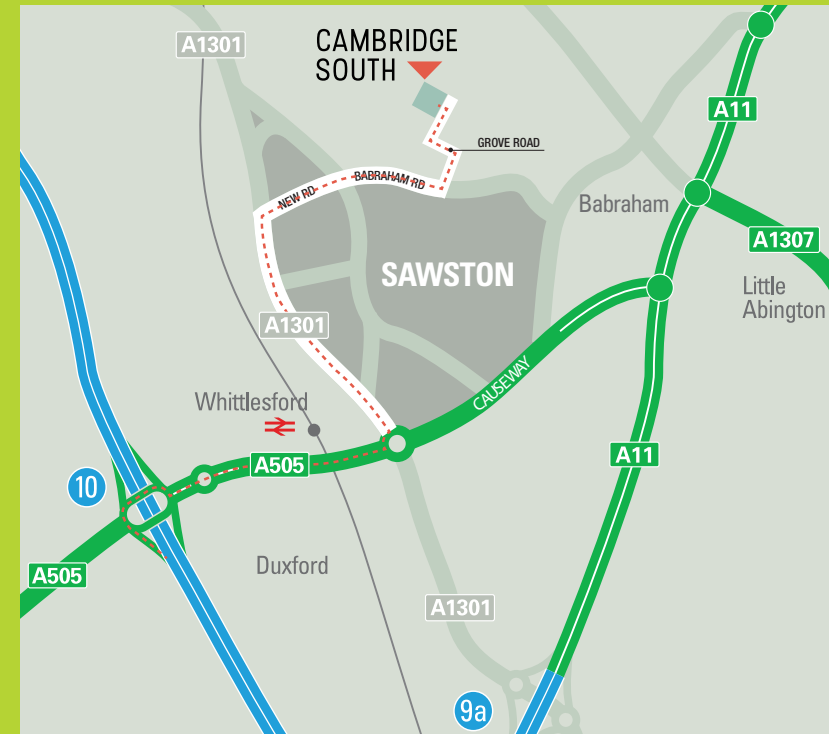 A1301
CAMBRIDGE
SOUTH
A11
GROVE ROAD
NEW RD
BABRAHAM RD
Babraham
A1307
SAWSTON
Little
Abington
A1301
CAUSEWAY
Whittlesford
A505
A11
10
Duxford
A505
A1301
9a